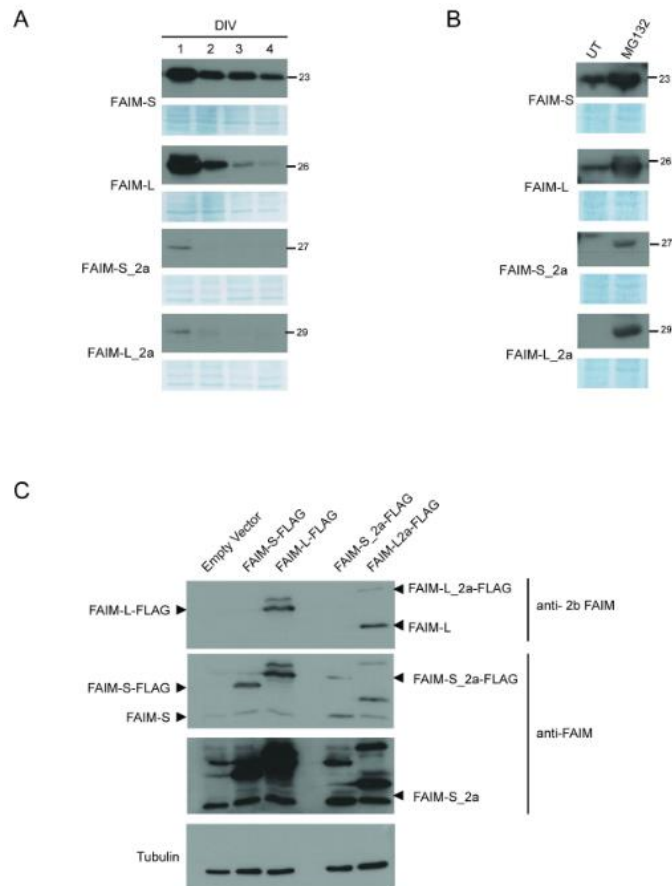 A
DIV
1 2 3 4
FAIM-S
23
FAIM-L
26
FAIM-S_2a
27
FAIM-L_2a
29
B
UT MG132
FAIM-S
23
FAIM-L
26
FAIM-S_2a
27
FAIM-L_2a
29
C
Empty Vector
FAIM-S-FLAG
FAIM-L-FLAG
FAIM-S_2a-FLAG
FAIM-L2a-FLAG
FAIM-L-FLAG
FAIM-L_2a-FLAG
FAIM-L
anti- 2b FAIM
FAIM-S-FLAG
FAIM-S
FAIM-S_2a-FLAG
anti-FAIM
FAIM-S_2a
Tubulin